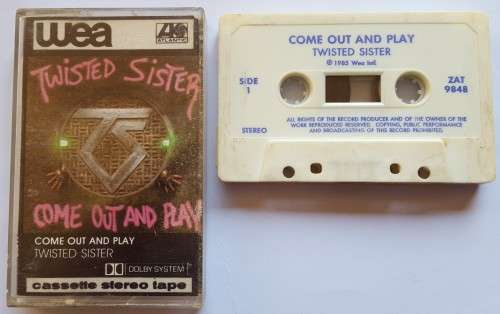 wea
ATLANTIC
TWISTED SISTER
TS
COME OUT AND PLAY
COME OUT AND PLAY
TWISTED SISTER
DOLBY SYSTEM
cassette stereo tape
COME OUT AND PLAY
TWISTED SISTER
℗ 1985 Wea Intl.
SIDE
1
ZAT
9848
STEREO
ALL RIGHTS OF THE RECORD PRODUCER AND OF THE OWNER OF THE
WORK REPRODUCED RESERVED. COPYING, PUBLIC PERFORMANCE
AND BROADCASTING OF THIS RECORD PROHIBITED.